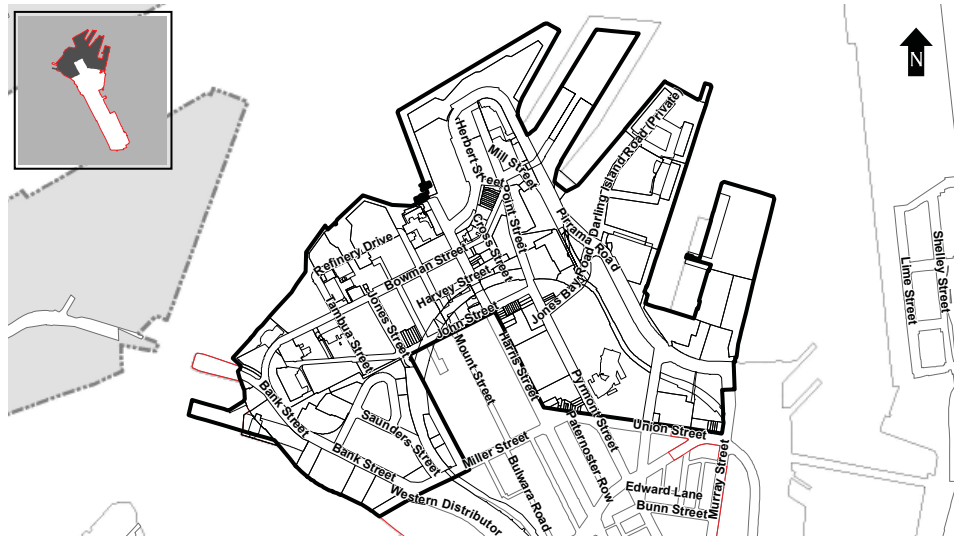 N
Herbert Street
Mill Street
Point Street
Darling Island Road (Private
Pirrama Road
Cross Street
Refinery Drive
Bowman Street
Harvey Street
Jones Bay Road
John Street
Jones Street
Tambua Street
Mount Street
Harris Street
Pyrmont Street
Paternoster Row
Union Street
Shelley Street
Lime Street
Bank Street
Saunders Street
Bank Street
Miller Street
Bulwara Road
Western Distributor
Edward Lane
Bunn Street
Murray Street